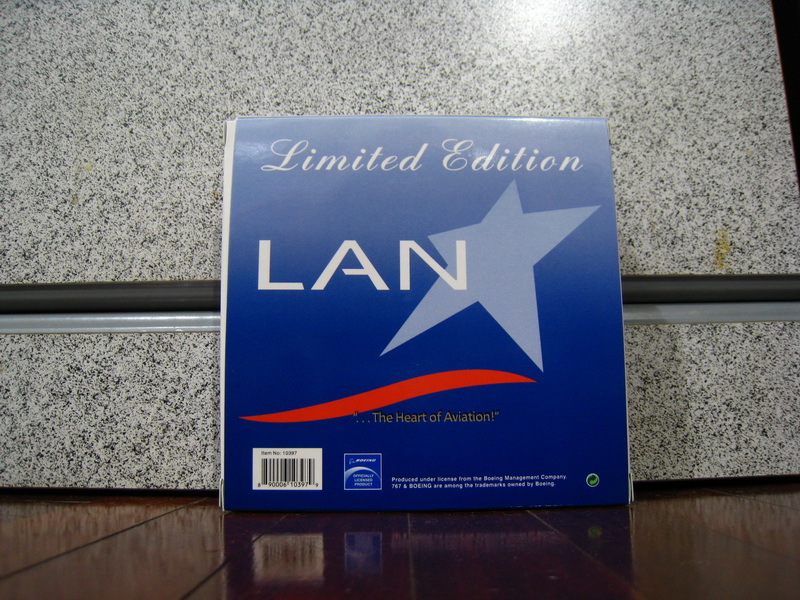 Limited Edition
LAN
"...The Heart of Aviation!"
Item No: 10397
8 90006 10397 9
BOEING
OFFICIALLY
LICENSED
PRODUCT
Produced under license from the Boeing Management Company.
767 & BOEING are among the trademarks owned by Boeing.